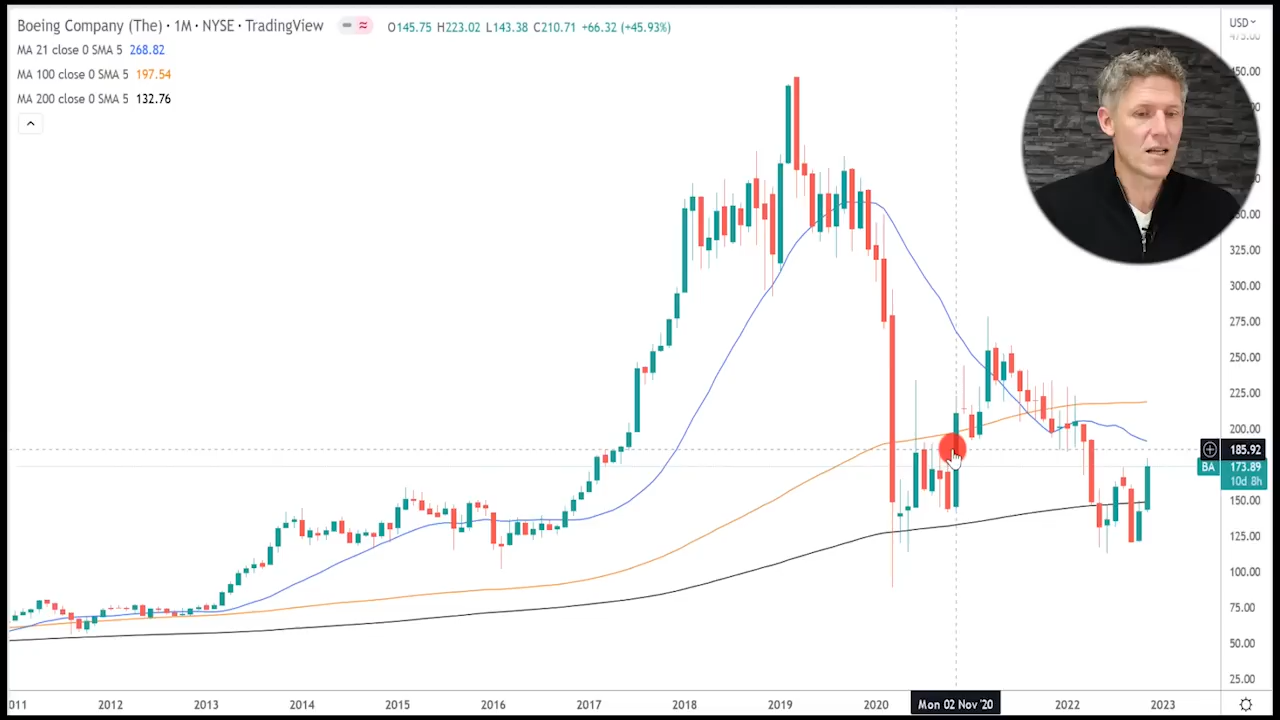 Boeing Company (The) · 1M · NYSE · TradingView
O145.75 H223.02 L143.38 C210.71 +66.32 (+45.93%)
MA 21 close 0 SMA 5 268.82
MA 100 close 0 SMA 5 197.54
MA 200 close 0 SMA 5 132.76
USD
475.00
450.00
325.00
300.00
275.00
250.00
225.00
200.00
185.92
BA 173.89
10d 8h
150.00
125.00
100.00
75.00
50.00
25.00
011 2012 2013 2014 2015 2016 2017 2018 2019 2020 Mon 02 Nov '20 2022 2023